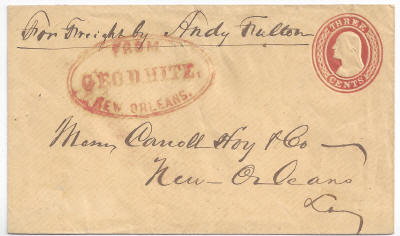 For Freight by Andy Fulton
THREE
CENTS
FROM
GEO D HITE,
NEW ORLEANS.
Messrs Carroll Hoy & Co
New Orleans
La